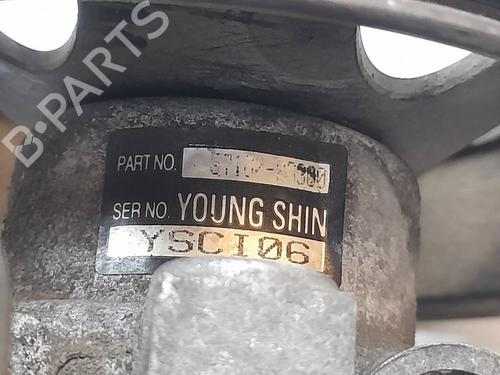 PART NO.
SER NO. YOUNG SHIN
YSCI06
B-PARTS